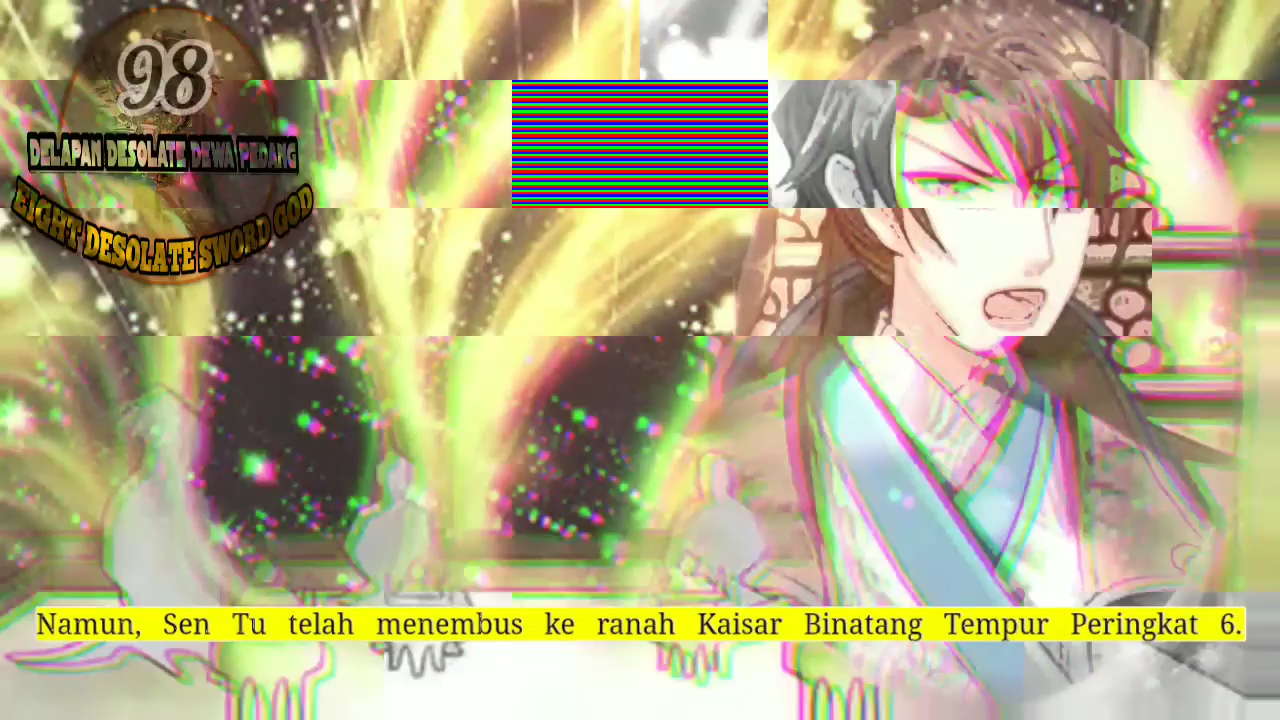 98
DELAPAN DESOLATE DEWA PEDANG
EIGHT DESOLATE SWORD GOD
Namun, Sen Tu telah menembus ke ranah Kaisar Binatang Tempur Peringkat 6.